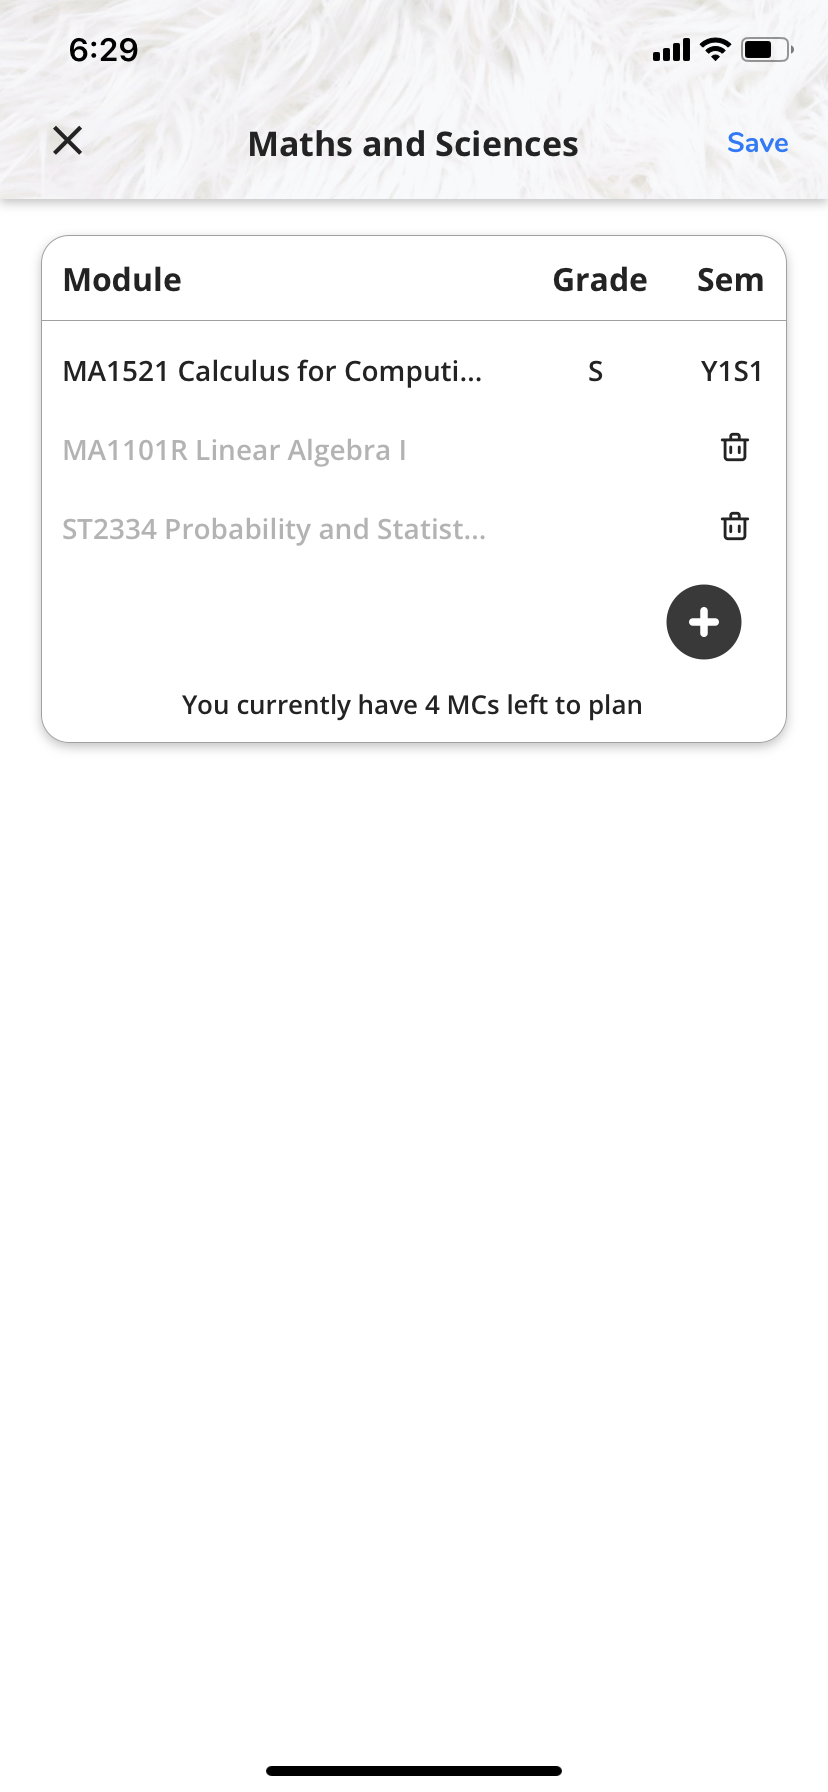 6:29
Maths and Sciences Save
Module Grade Sem
MA1521 Calculus for Computi... S Y1S1
MA1101R Linear Algebra I
ST2334 Probability and Statist...
You currently have 4 MCs left to plan